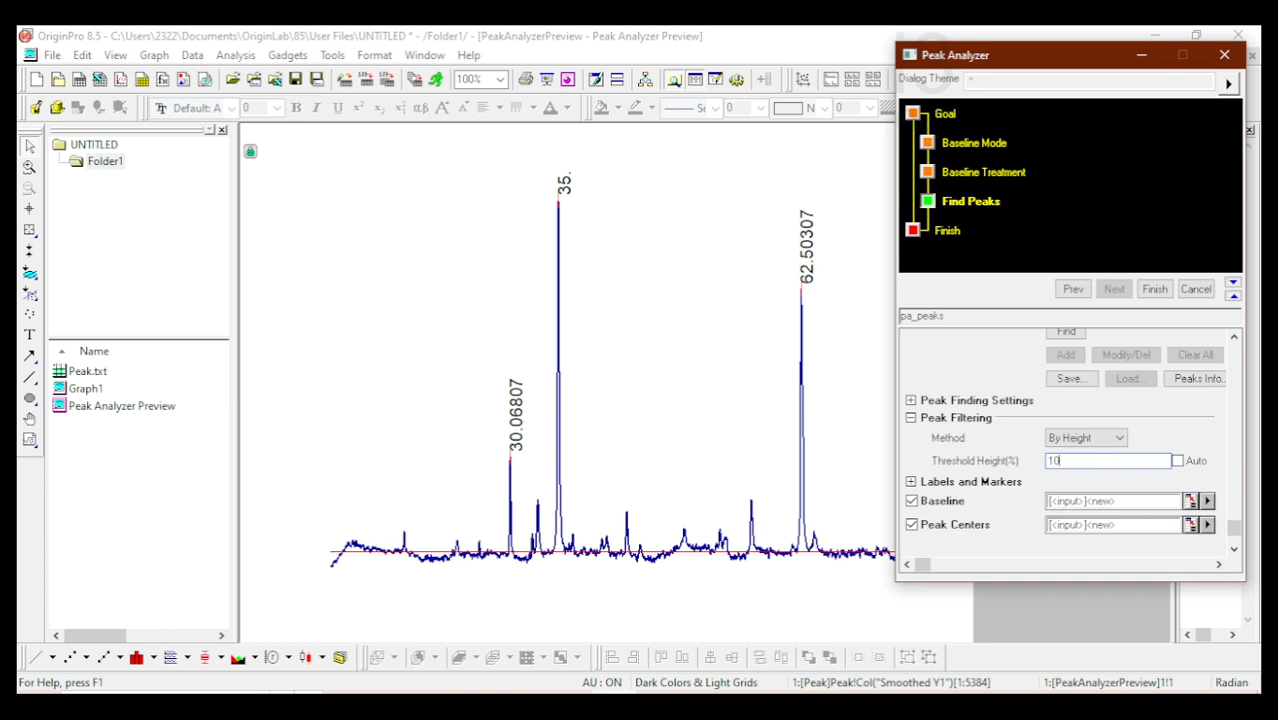 OriginPro 8.5 - C:\Users\2322\Documents\OriginLab\85\User Files\UNTITLED * - /Folder1/ - [PeakAnalyzerPreview - Peak Analyzer Preview]
File Edit View Graph Data Analysis Gadgets Tools Format Window Help
100%
Default: A 0 B I U 0 N 0
UNTITLED
Folder1
Name
Peak.txt
Graph1
Peak Analyzer Preview
35.
62.50307
30.06807
Peak Analyzer
Dialog Theme *
Goal
Baseline Mode
Baseline Treatment
Find Peaks
Finish
Prev Next Finish Cancel
pa_peaks
Find
Add Modify/Del Clear All
Save... Load... Peaks Info..
Peak Finding Settings
Peak Filtering
Method By Height
Threshold Height(%) 10 Auto
Labels and Markers
Baseline [<input>]<new>
Peak Centers [<input>]<new>
For Help, press F1 AU : ON Dark Colors & Light Grids 1:[Peak]Peak!Col("Smoothed Y1")[1:5384] 1:[PeakAnalyzerPreview]1!1 Radian